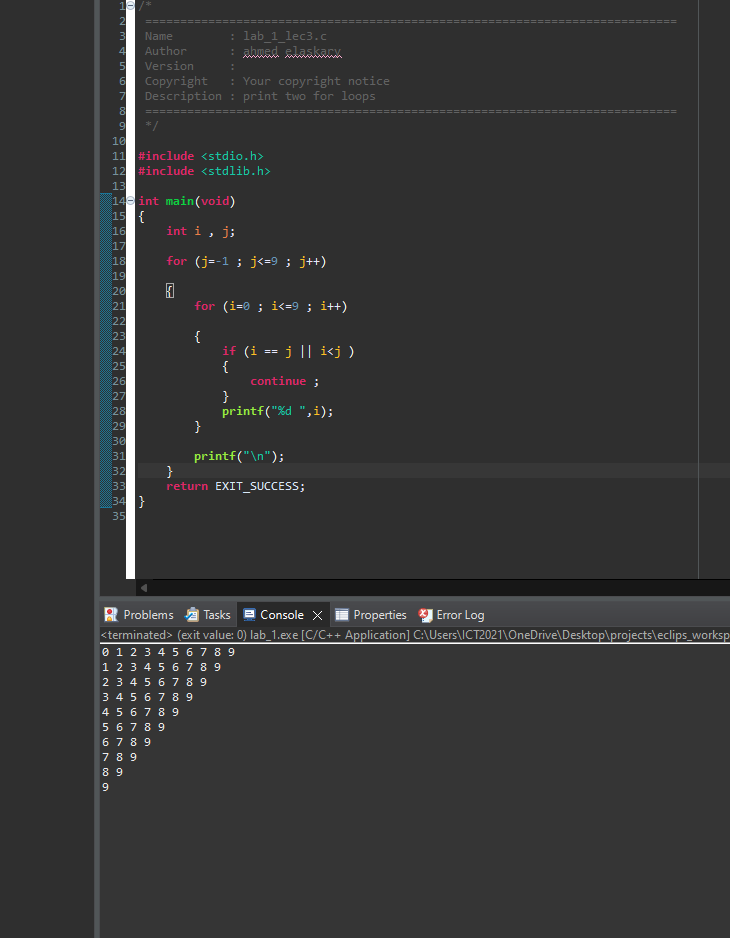 1 /*
2 ============================================================================
3 Name        : lab_1_lec3.c
4 Author      : ahmed elaskary
5 Version     :
6 Copyright   : Your copyright notice
7 Description : print two for loops
8 ============================================================================
9 */
10
11 #include <stdio.h>
12 #include <stdlib.h>
13
14 int main(void)
15 {
16     int i , j;
17
18     for (j=-1 ; j<=9 ; j++)
19
20     {
21         for (i=0 ; i<=9 ; i++)
22
23         {
24             if (i == j || i<j )
25             {
26                 continue ;
27             }
28             printf("%d ",i);
29         }
30
31         printf("\n");
32     }
33     return EXIT_SUCCESS;
34 }
35
Problems Tasks Console Properties Error Log
<terminated> (exit value: 0) lab_1.exe [C/C++ Application] C:\Users\ICT2021\OneDrive\Desktop\projects\eclips_worksp
0 1 2 3 4 5 6 7 8 9
1 2 3 4 5 6 7 8 9
2 3 4 5 6 7 8 9
3 4 5 6 7 8 9
4 5 6 7 8 9
5 6 7 8 9
6 7 8 9
7 8 9
8 9
9